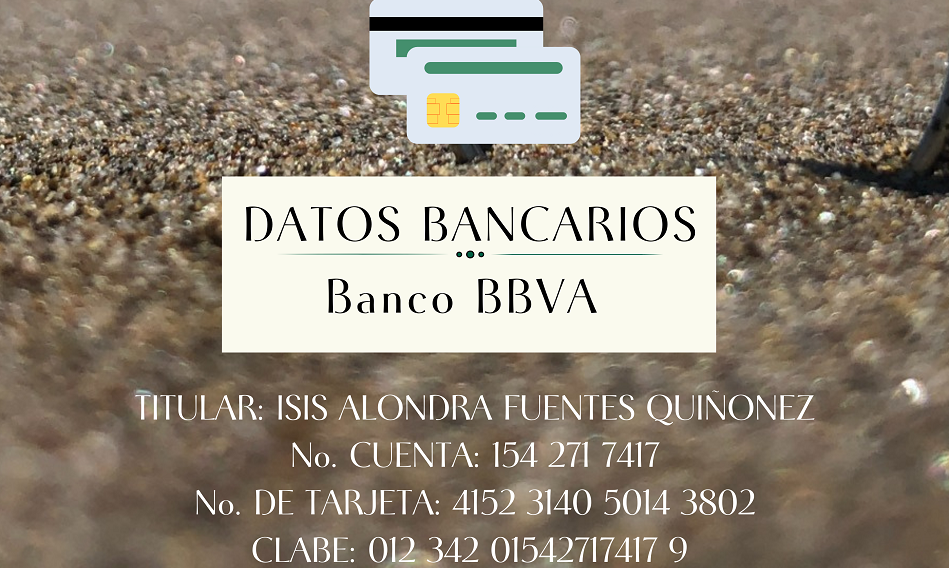 DATOS BANCARIOS
Banco BBVA
TITULAR: ISIS ALONDRA FUENTES QUIÑONEZ
No. CUENTA: 154 271 7417
No. DE TARJETA: 4152 3140 5014 3802
CLABE: 012 342 01542717417 9